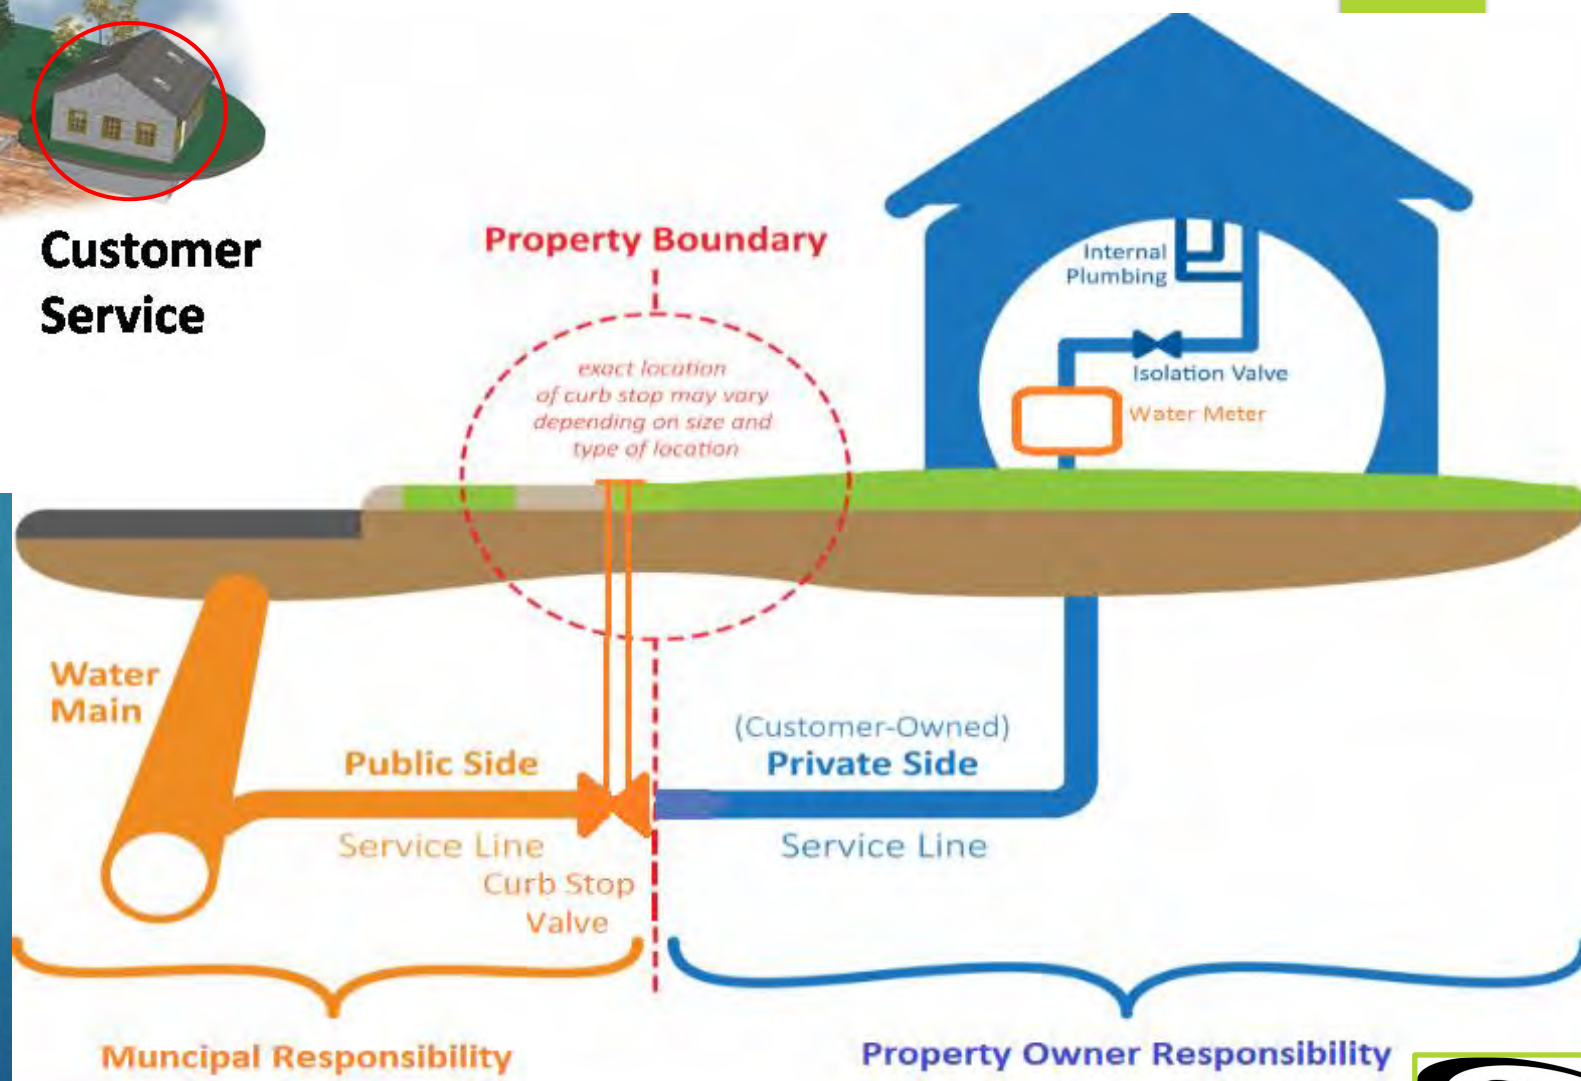 Customer
Service
Property Boundary
exact location
of curb stop may vary
depending on size and
type of location
Internal
Plumbing
Isolation Valve
Water Meter
Water
Main
Public Side
Service Line
Curb Stop
Valve
(Customer-Owned)
Private Side
Service Line
Muncipal Responsibility
Property Owner Responsibility